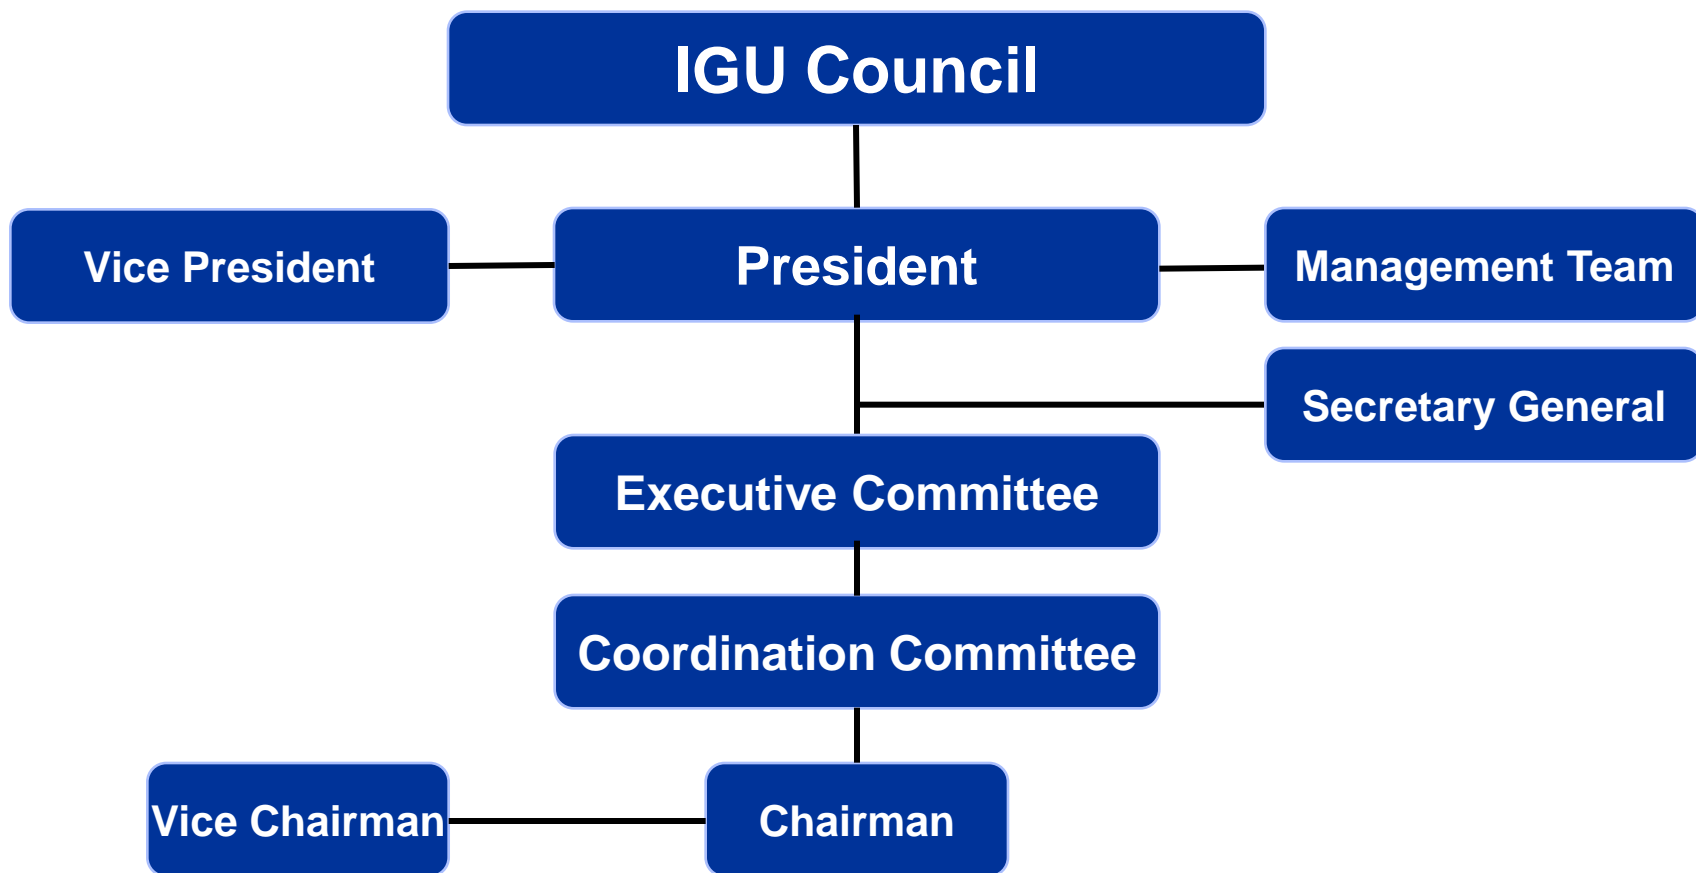 IGU Council
Vice President
President
Management Team
Secretary General
Executive Committee
Coordination Committee
Vice Chairman
Chairman